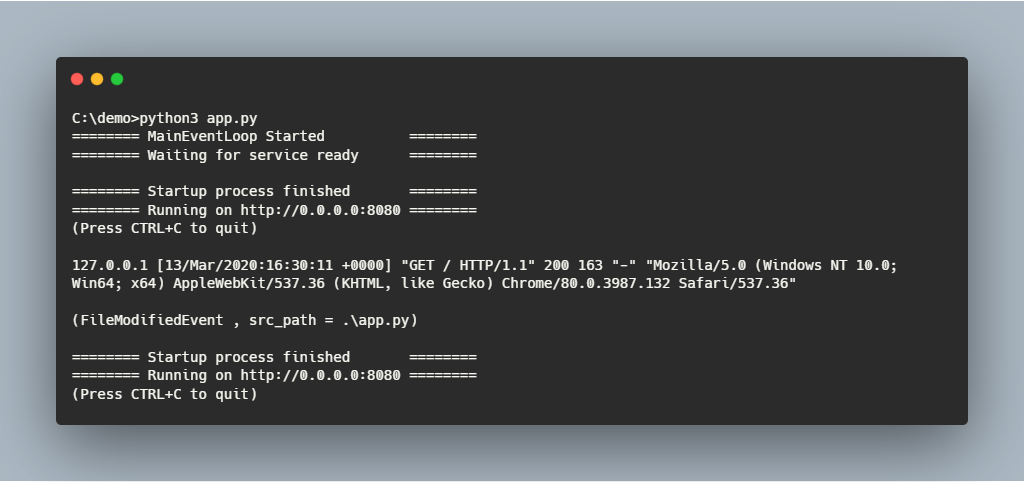 C:\demo>python3 app.py
======== MainEventLoop Started          ========
======== Waiting for service ready      ========
======== Startup process finished       ========
======== Running on http://0.0.0.0:8080 ========
(Press CTRL+C to quit)
127.0.0.1 [13/Mar/2020:16:30:11 +0000] "GET / HTTP/1.1" 200 163 "-" "Mozilla/5.0 (Windows NT 10.0;
Win64; x64) AppleWebKit/537.36 (KHTML, like Gecko) Chrome/80.0.3987.132 Safari/537.36"
(FileModifiedEvent , src_path = .\app.py)
======== Startup process finished       ========
======== Running on http://0.0.0.0:8080 ========
(Press CTRL+C to quit)